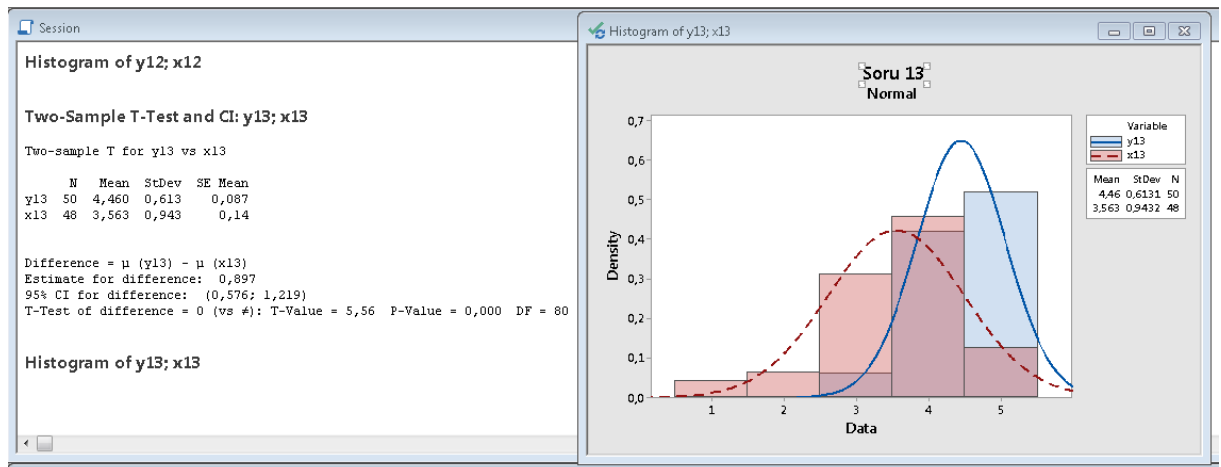 Session
Histogram of y12; x12
Two-Sample T-Test and CI: y13; x13
Two-sample T for y13 vs x13
N Mean StDev SE Mean
y13 50 4,460 0,613 0,087
x13 48 3,563 0,943 0,14
Difference = μ (y13) - μ (x13)
Estimate for difference: 0,897
95% CI for difference: (0,576; 1,219)
T-Test of difference = 0 (vs ≠): T-Value = 5,56 P-Value = 0,000 DF = 80
Histogram of y13; x13
Histogram of y13; x13
Soru 13
Normal
0,7
0,6
0,5
0,4
0,3
0,2
0,1
0,0
Density
1 2 3 4 5
Data
Variable
y13
x13
Mean StDev N
4,46 0,6131 50
3,563 0,9432 48